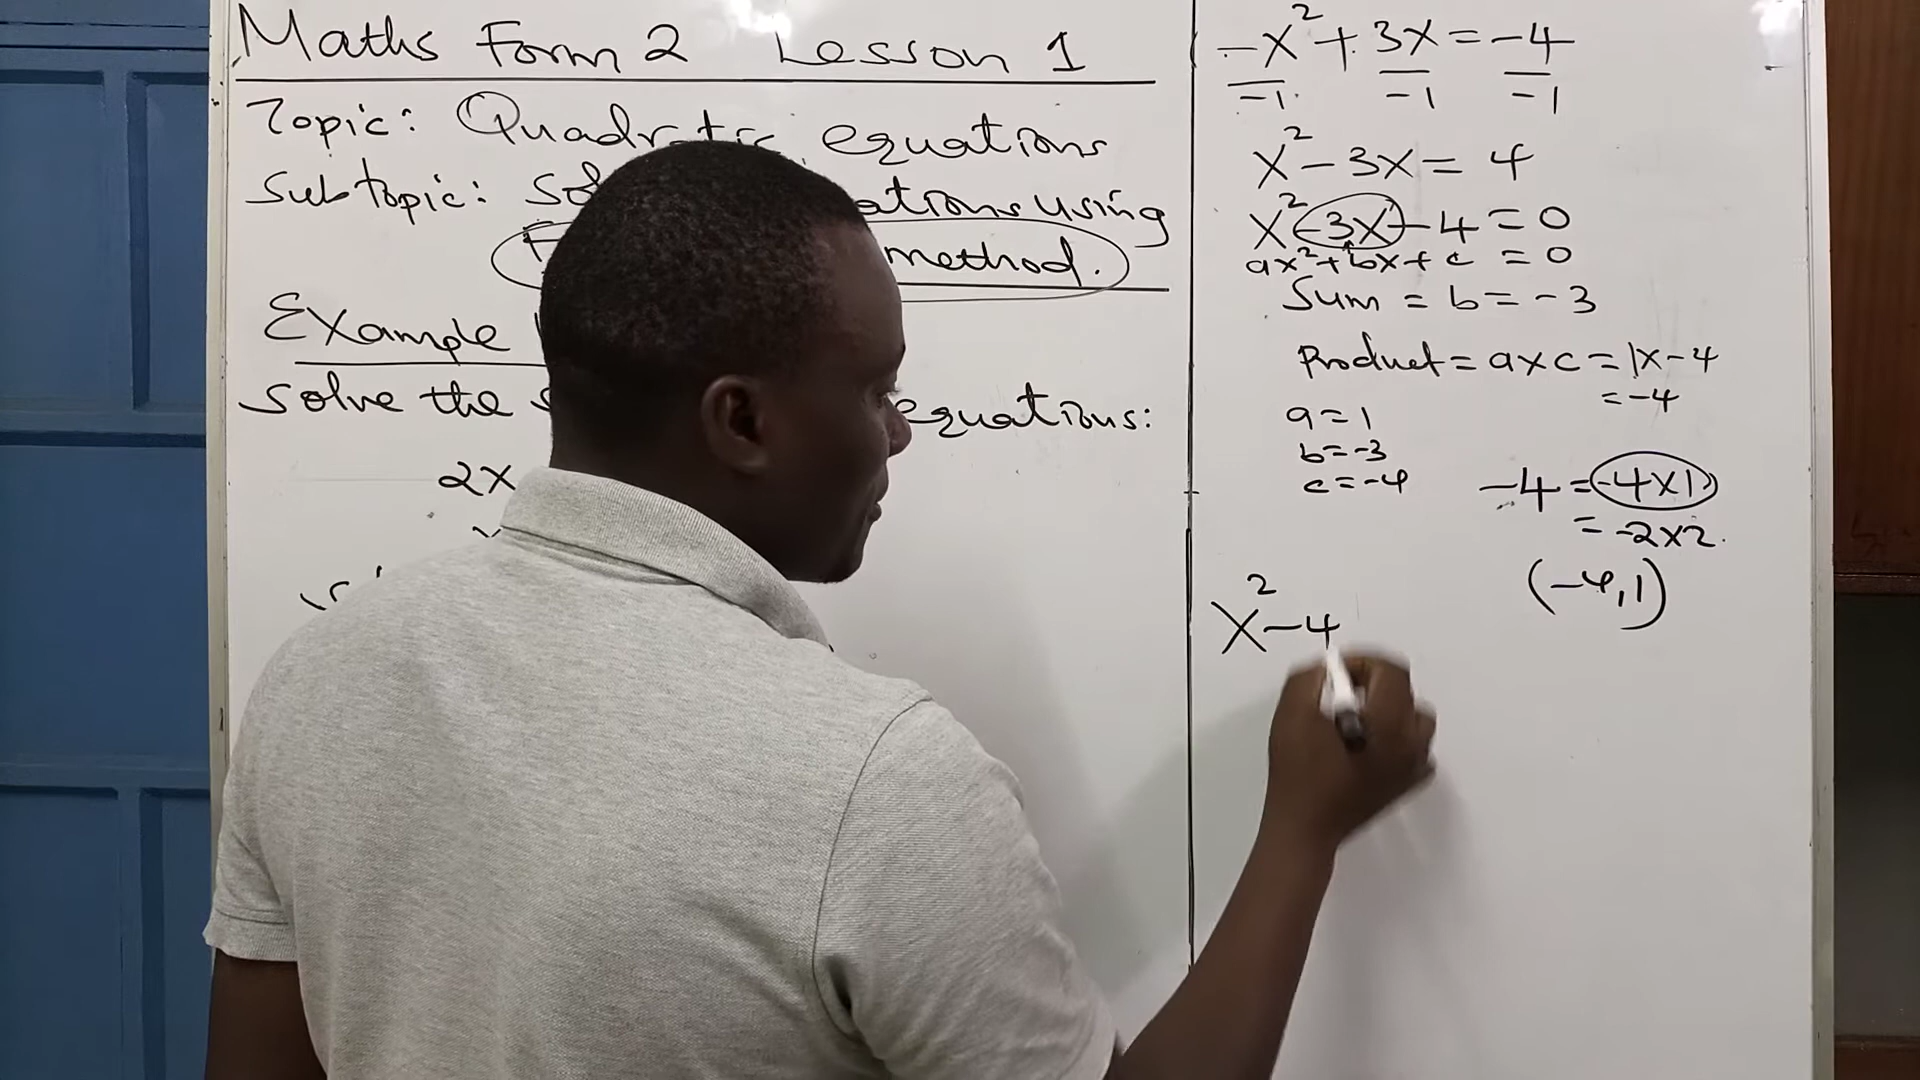 Maths Form 2 Lesson 1
Topic: Quadratic equations
Subtopic: using
method.
Example
Solve the equations:
2x
-x² + 3x = -4
-1 -1 -1
x² - 3x = 4
x² - 3x - 4 = 0
ax² + bx + c = 0
Sum = b = -3
Product = a x c = 1 x -4
= -4
a = 1
b = -3
c = -4
-4 = -4 x 1
= -2 x 2
(-4, 1)
x² - 4